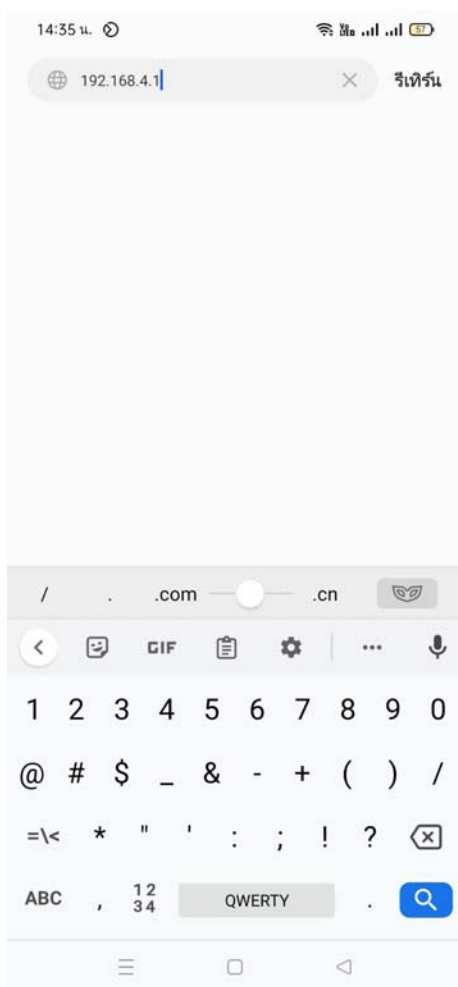 14:35 น. 57
192.168.4.1 รีเทิร์น
/ . .com .cn
GIF
1 2 3 4 5 6 7 8 9 0
@ # $ _ & - + ( ) /
=\< * " ' : ; ! ?
ABC , 12 34 QWERTY .